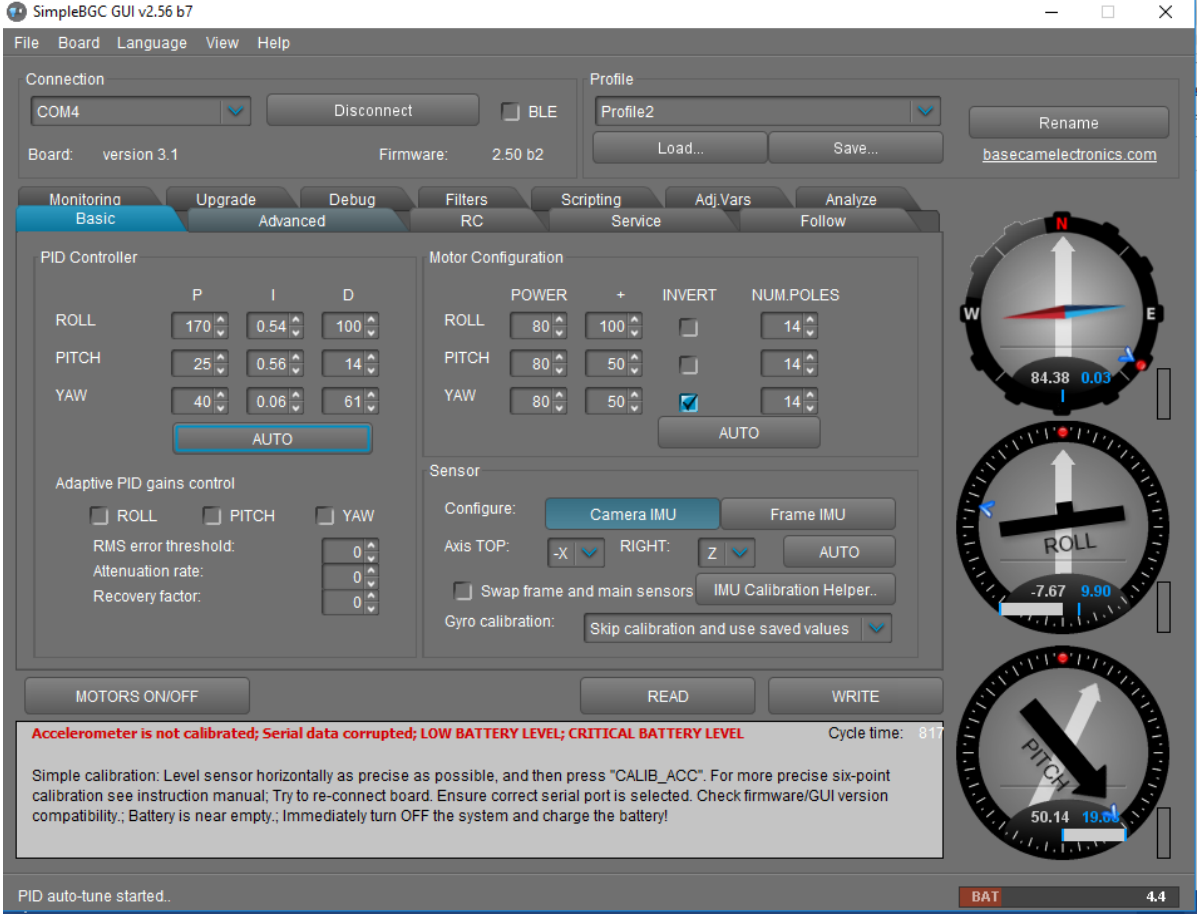 SimpleBGC GUI v2.56 b7
File Board Language View Help
Connection
COM4
Disconnect
BLE
Board: version 3.1 Firmware: 2.50 b2
Profile
Profile2
Load... Save...
Rename
basecamelectronics.com
Monitoring Upgrade Debug Filters Scripting Adj.Vars Analyze
Basic Advanced RC Service Follow
PID Controller
P I D
ROLL 170 0.54 100
PITCH 25 0.56 14
YAW 40 0.06 61
AUTO
Adaptive PID gains control
ROLL PITCH YAW
RMS error threshold: 0
Attenuation rate: 0
Recovery factor: 0
Motor Configuration
POWER + INVERT NUM.POLES
ROLL 80 100 14
PITCH 80 50 14
YAW 80 50 14
AUTO
Sensor
Configure: Camera IMU Frame IMU
Axis TOP: -X RIGHT: Z AUTO
Swap frame and main sensors IMU Calibration Helper..
Gyro calibration: Skip calibration and use saved values
N
W E
84.38 0.03
ROLL
-7.67 9.90
PITCH
50.14
MOTORS ON/OFF READ WRITE
Accelerometer is not calibrated; Serial data corrupted; LOW BATTERY LEVEL; CRITICAL BATTERY LEVEL
Cycle time: 817
Simple calibration: Level sensor horizontally as precise as possible, and then press "CALIB_ACC". For more precise six-point
calibration see instruction manual; Try to re-connect board. Ensure correct serial port is selected. Check firmware/GUI version
compatibility.; Battery is near empty.; Immediately turn OFF the system and charge the battery!
PID auto-tune started..
BAT 4.4